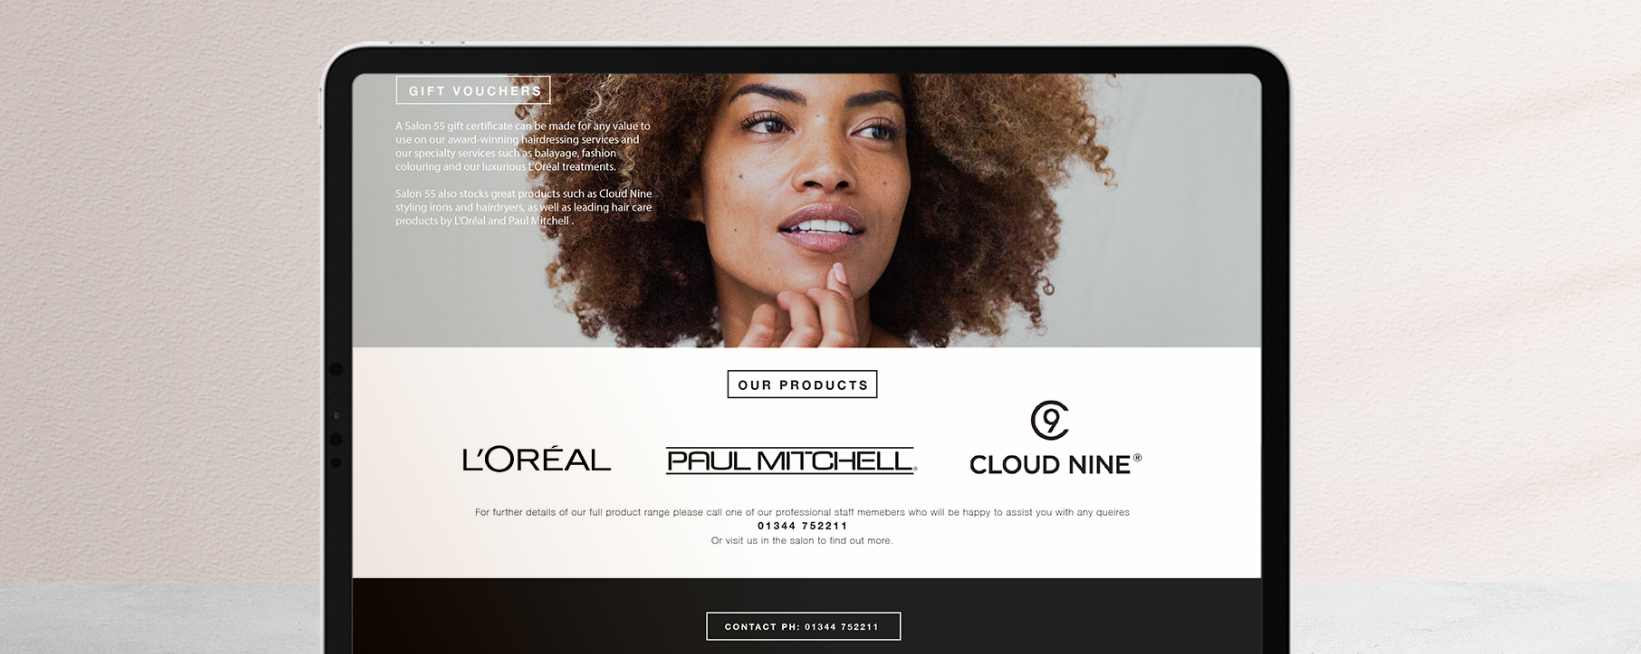 GIFT VOUCHERS
A Salon 55 gift certificate can be made for any value to
use on our award-winning hairdressing services and
our specialty services such as balayage, fashion
colouring and our luxurious L'Oréal treatments.
Salon 55 also stocks great products such as Cloud Nine
styling irons and hairdryers, as well as leading hair care
products by L'Oréal and Paul Mitchell .
OUR PRODUCTS
L'ORÉAL
PAUL MITCHELL®
C9
CLOUD NINE®
For further details of our full product range please call one of our professional staff memebers who will be happy to assist you with any queires
01344 752211
Or visit us in the salon to find out more.
CONTACT PH: 01344 752211